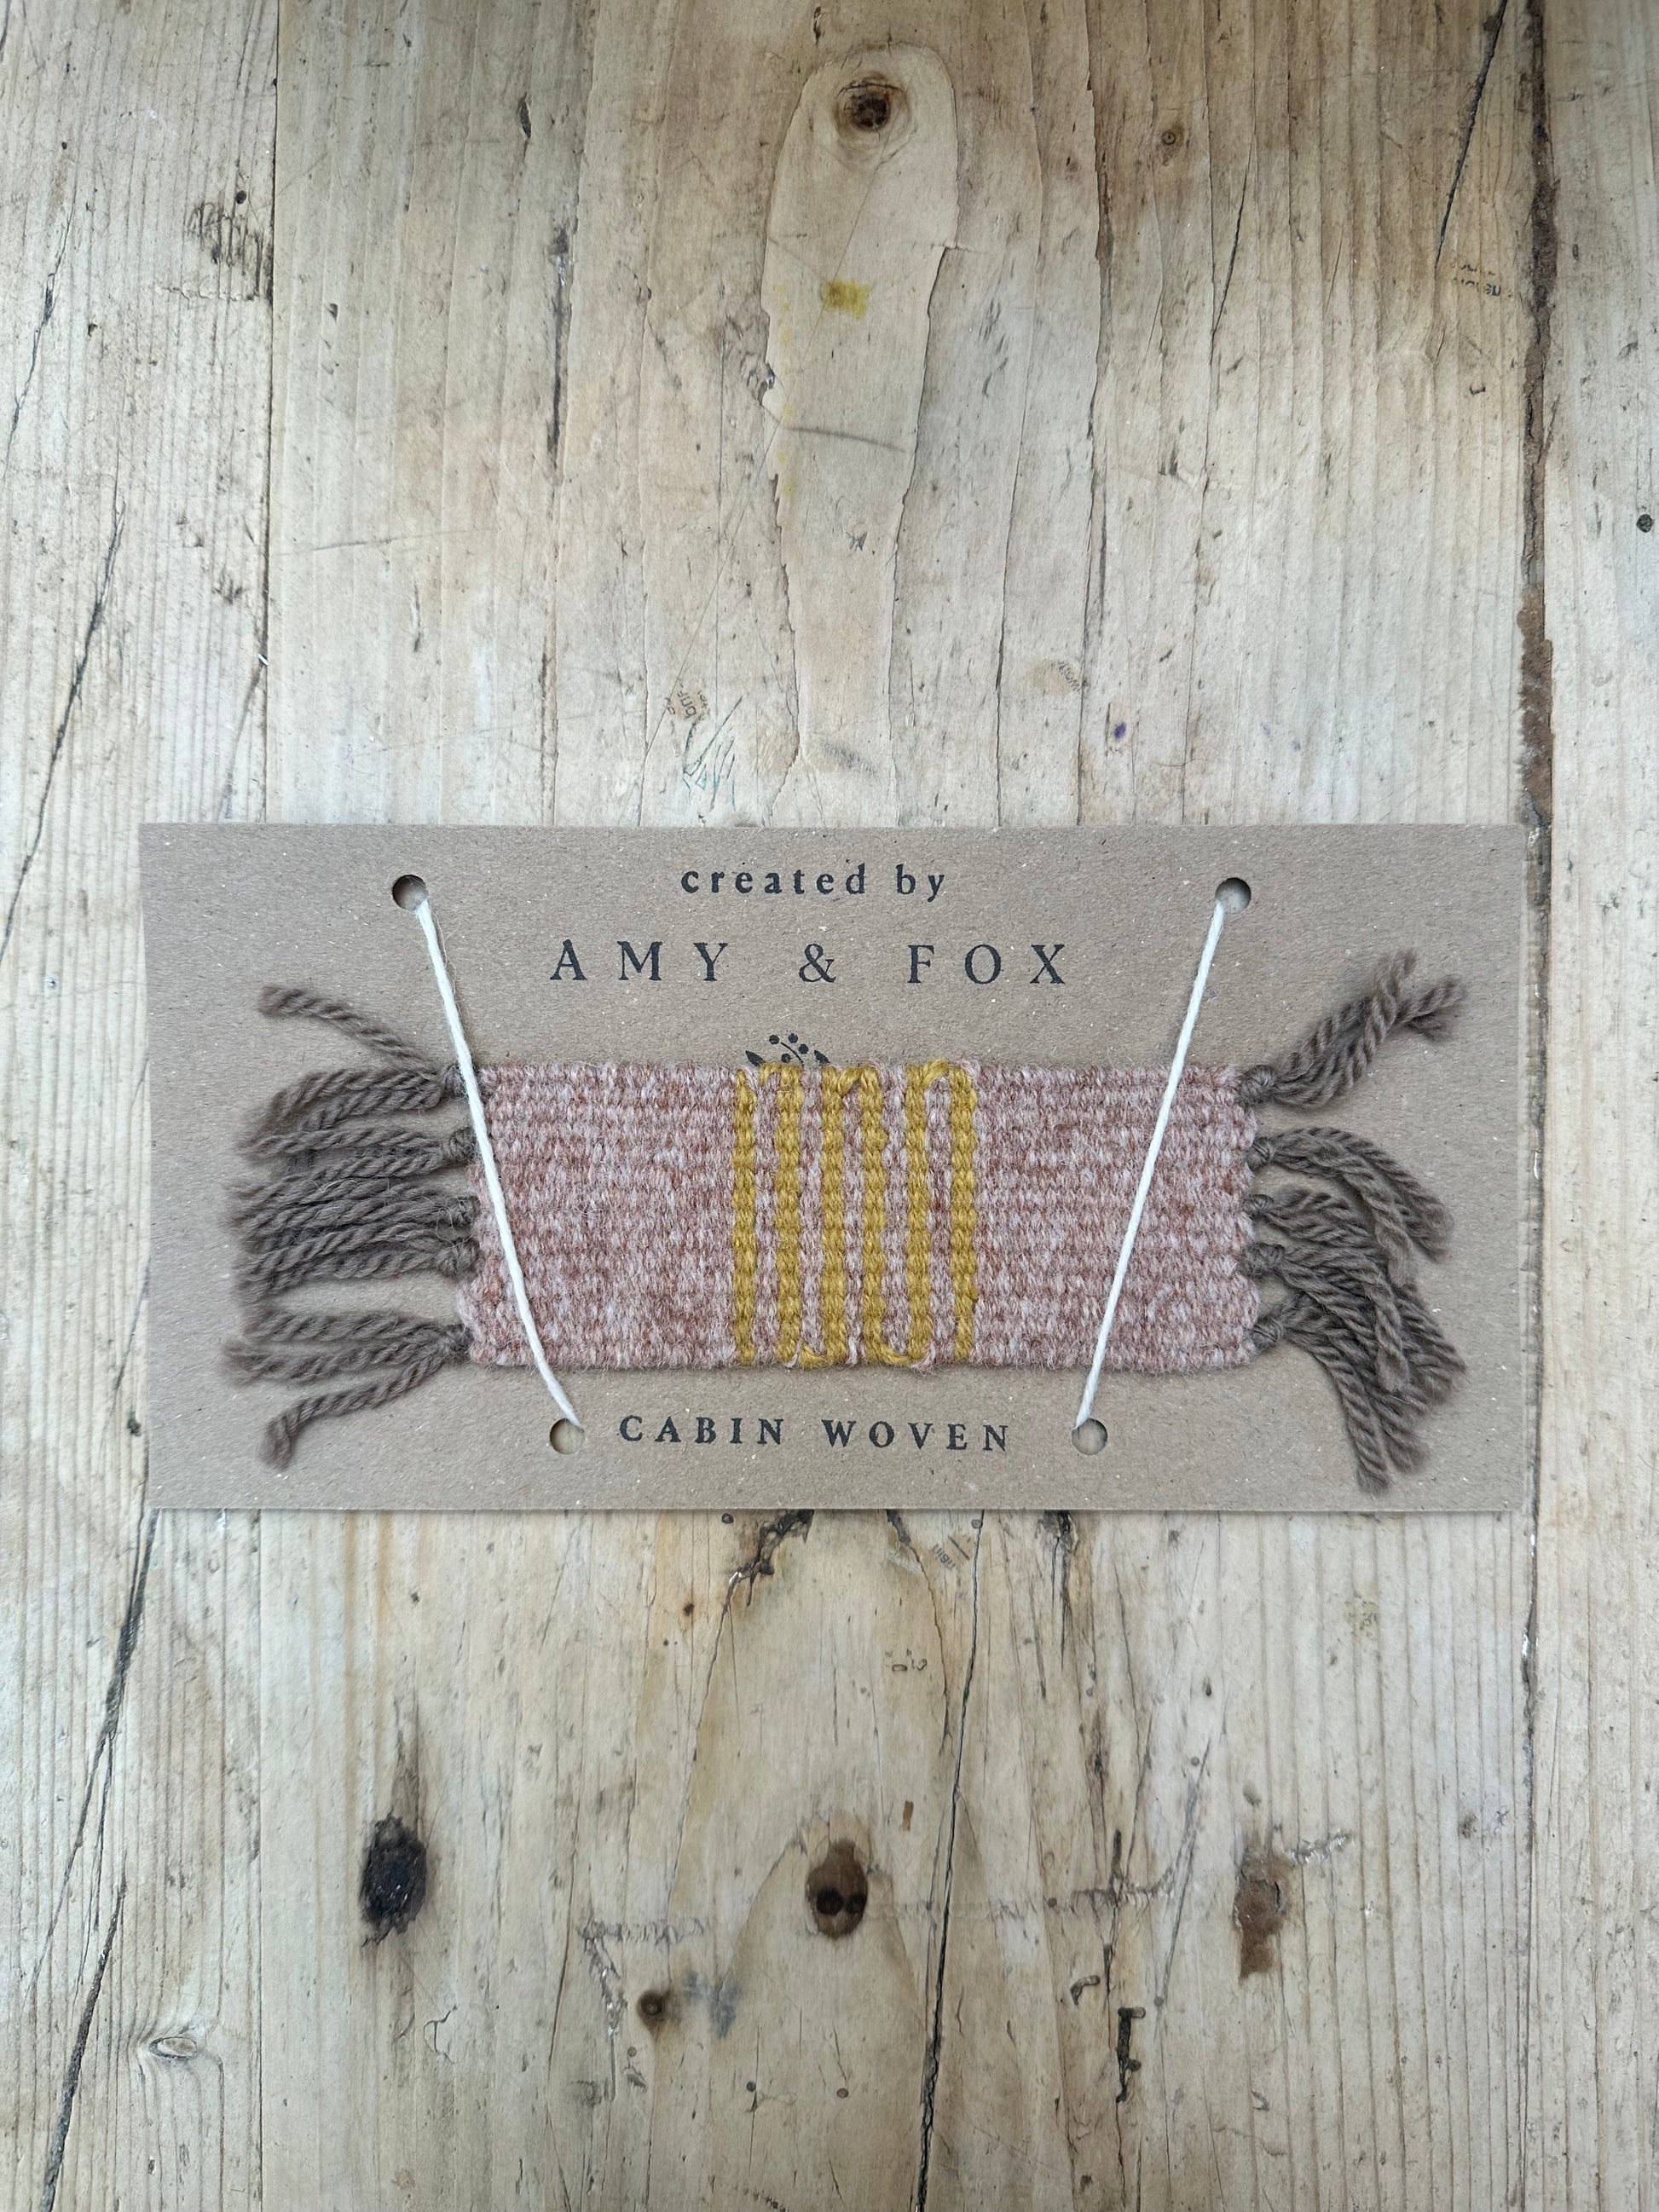 created by
AMY & FOX
CABIN WOVEN